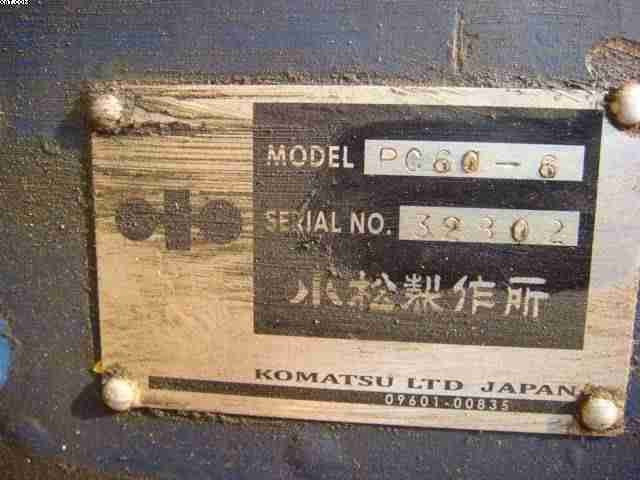 MODEL PC60-6
SERIAL NO. 32302
小松製作所
KOMATSU LTD JAPAN
09601-00835